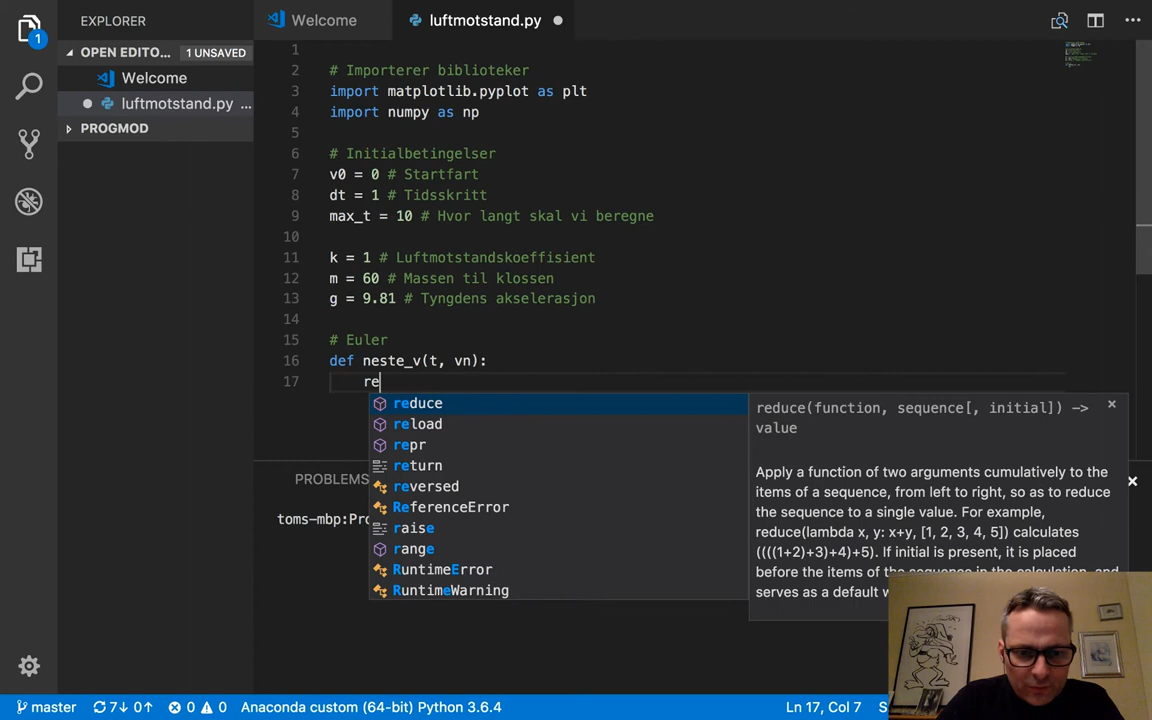 EXPLORER
Welcome
luftmotstand.py
1
OPEN EDITO... 1 UNSAVED
Welcome
luftmotstand.py ...
PROGMOD
1
2 # Importerer biblioteker
3 import matplotlib.pyplot as plt
4 import numpy as np
5
6 # Initialbetingelser
7 v0 = 0 # Startfart
8 dt = 1 # Tidsskritt
9 max_t = 10 # Hvor langt skal vi beregne
10
11 k = 1 # Luftmotstandskoeffisient
12 m = 60 # Massen til klossen
13 g = 9.81 # Tyngdens akselerasjon
14
15 # Euler
16 def neste_v(t, vn):
17 re
reduce
reload
repr
return
reversed
ReferenceError
raise
range
RuntimeError
RuntimeWarning
reduce(function, sequence[, initial]) ->
value
Apply a function of two arguments cumulatively to the
items of a sequence, from left to right, so as to reduce
the sequence to a single value. For example,
reduce(lambda x, y: x+y, [1, 2, 3, 4, 5]) calculates
((((1+2)+3)+4)+5). If initial is present, it is placed
before the items of the sequence in the calculation, and
serves as a default
PROBLEMS
toms-mbp:Pro
master 7↓ 0↑ 0 0 Anaconda custom (64-bit) Python 3.6.4 Ln 17, Col 7